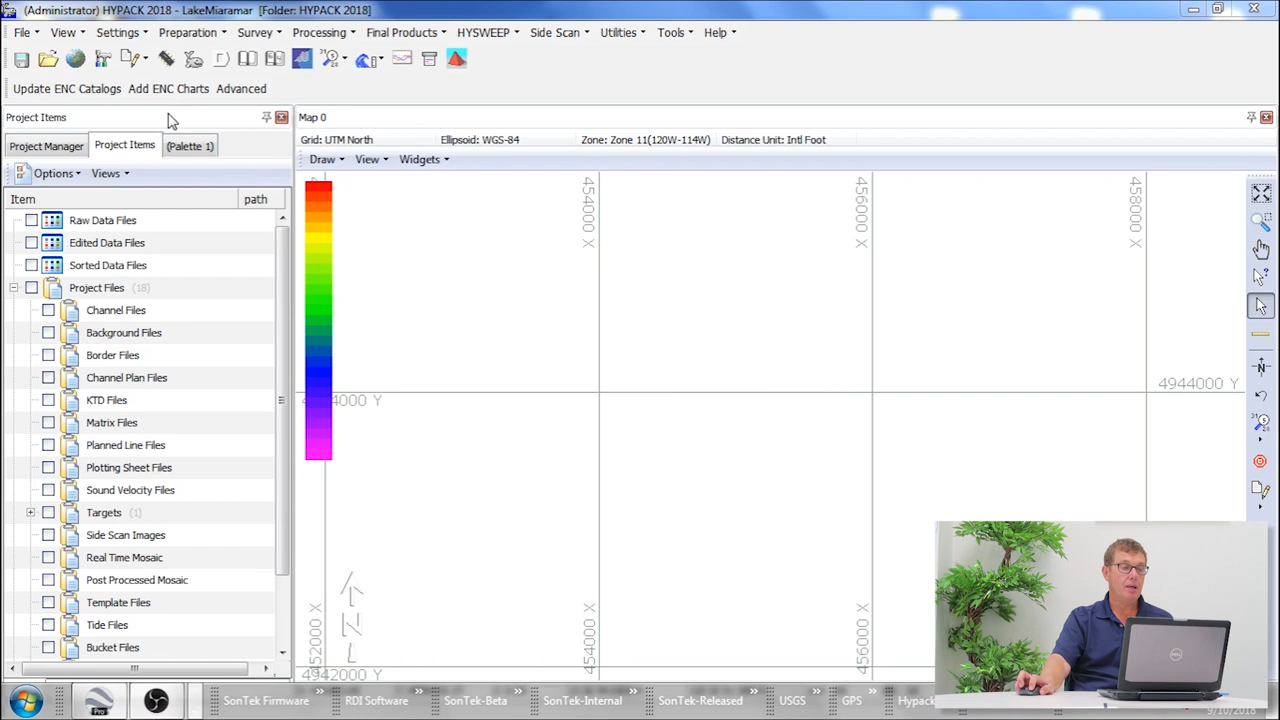 (Administrator) HYPACK 2018 - LakeMiaramar [Folder: HYPACK 2018]
File View Settings Preparation Survey Processing Final Products HYSWEEP Side Scan Utilities Tools Help
Update ENC Catalogs Add ENC Charts Advanced
Project Items
Map 0
Project Manager Project Items (Palette 1)
Grid: UTM North Ellipsoid: WGS-84 Zone: Zone 11(120W-114W) Distance Unit: Intl Foot
Options Views
Draw View Widgets
Item path
Raw Data Files
Edited Data Files
Sorted Data Files
Project Files (18)
Channel Files
Background Files
Border Files
Channel Plan Files
KTD Files
Matrix Files
Planned Line Files
Plotting Sheet Files
Sound Velocity Files
Targets (1)
Side Scan Images
Real Time Mosaic
Post Processed Mosaic
Template Files
Tide Files
Bucket Files
454000 X
456000 X
458000 X
4944000 Y
452000 X
454000 X
456000 X
4942000 Y
N
DELL
Pro
SonTek Firmware RDI Software SonTek-Beta SonTek-Internal SonTek-Released USGS GPS Hypack
9/10/2018